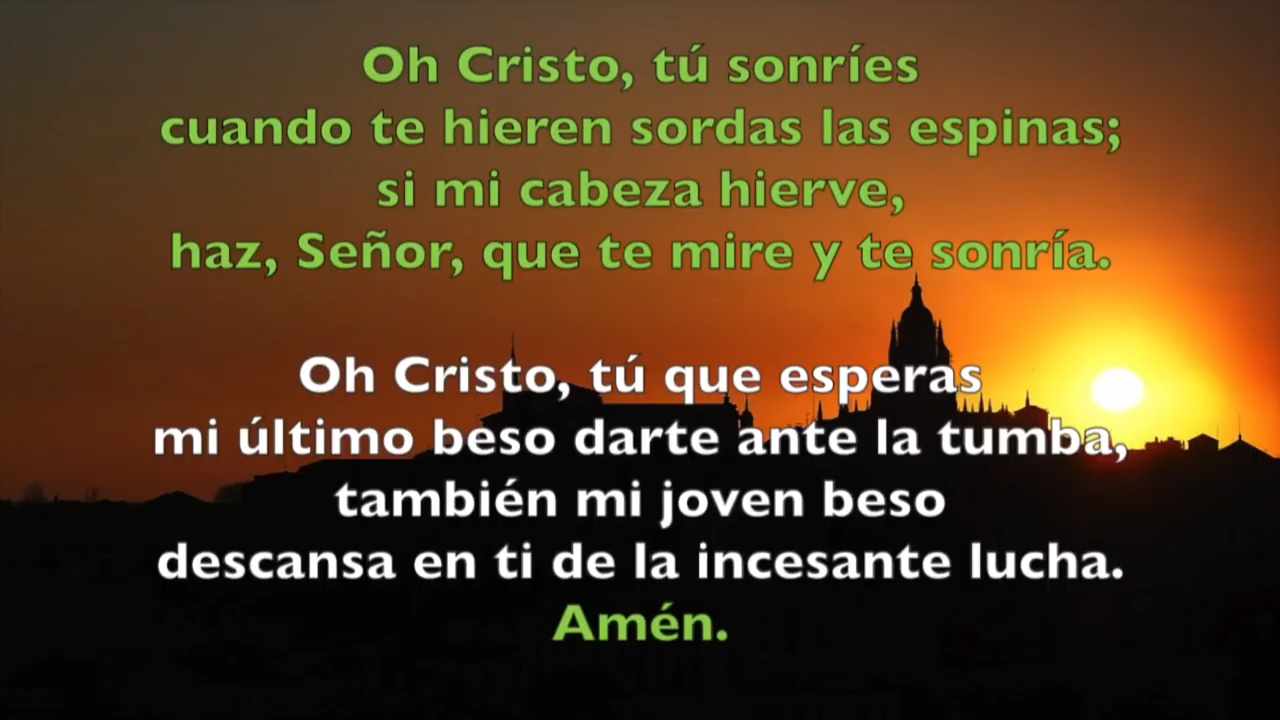 Oh Cristo, tú sonríes
cuando te hieren sordas las espinas;
si mi cabeza hierve,
haz, Señor, que te mire y te sonría.
Oh Cristo, tú que esperas
mi último beso darte ante la tumba,
también mi joven beso
descansa en ti de la incesante lucha.
Amén.